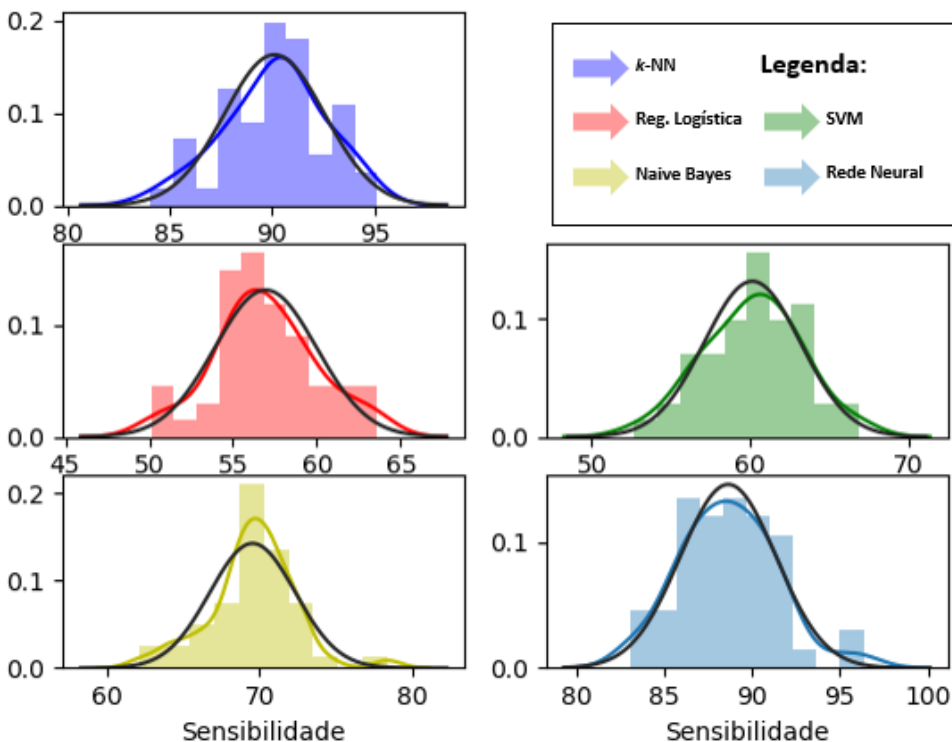 0.2
0.1
0.0
80 85 90 95
Legenda:
k-NN
Reg. Logística
SVM
Naive Bayes
Rede Neural
0.1
0.0
45 50 55 60 65
0.1
0.0
50 60 70
0.2
0.1
0.0
60 70 80
Sensibilidade
0.1
0.0
80 85 90 95 100
Sensibilidade